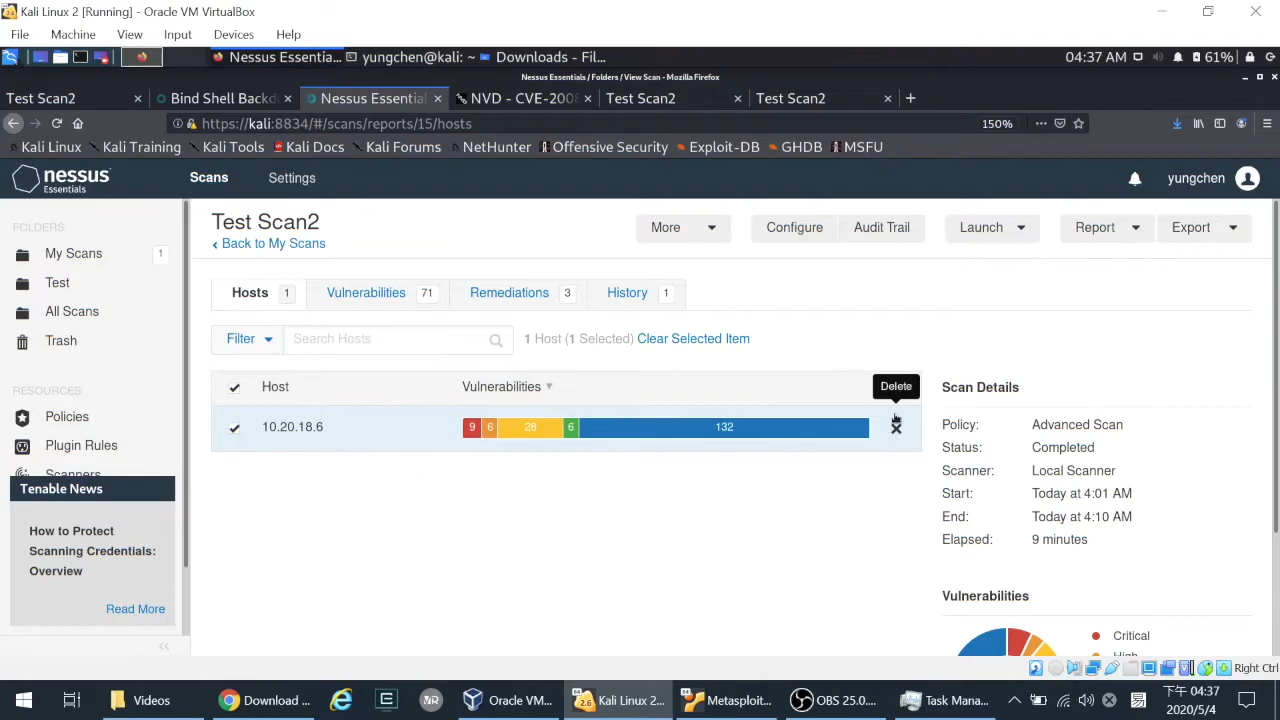 Kali Linux 2 [Running] - Oracle VM VirtualBox
File Machine View Input Devices Help
Nessus Essentia... yungchen@kali: ~ Downloads - Fil... 04:37 AM 61%
Nessus Essentials / Folders / View Scan - Mozilla Firefox
Test Scan2 Bind Shell Backd Nessus Essential NVD - CVE-2008 Test Scan2 Test Scan2
https://kali:8834/#/scans/reports/15/hosts 150%
Kali Linux Kali Training Kali Tools Kali Docs Kali Forums NetHunter Offensive Security Exploit-DB GHDB MSFU
nessus Essentials Scans Settings yungchen
FOLDERS
My Scans 1
Test
All Scans
Trash
RESOURCES
Policies
Plugin Rules
Scanners
Tenable News
How to Protect
Scanning Credentials:
Overview
Read More
Test Scan2
Back to My Scans
More Configure Audit Trail Launch Report Export
Hosts 1 Vulnerabilities 71 Remediations 3 History 1
Filter Search Hosts 1 Host (1 Selected) Clear Selected Item
Host Vulnerabilities Delete
10.20.18.6 9 6 28 6 132
Scan Details
Policy: Advanced Scan
Status: Completed
Scanner: Local Scanner
Start: Today at 4:01 AM
End: Today at 4:10 AM
Elapsed: 9 minutes
Vulnerabilities
Critical
High
Right Ctrl
Videos Download ... Oracle VM... Kali Linux 2... Metasploit... OBS 25.0.... Task Mana... 下午 04:37
2020/5/4